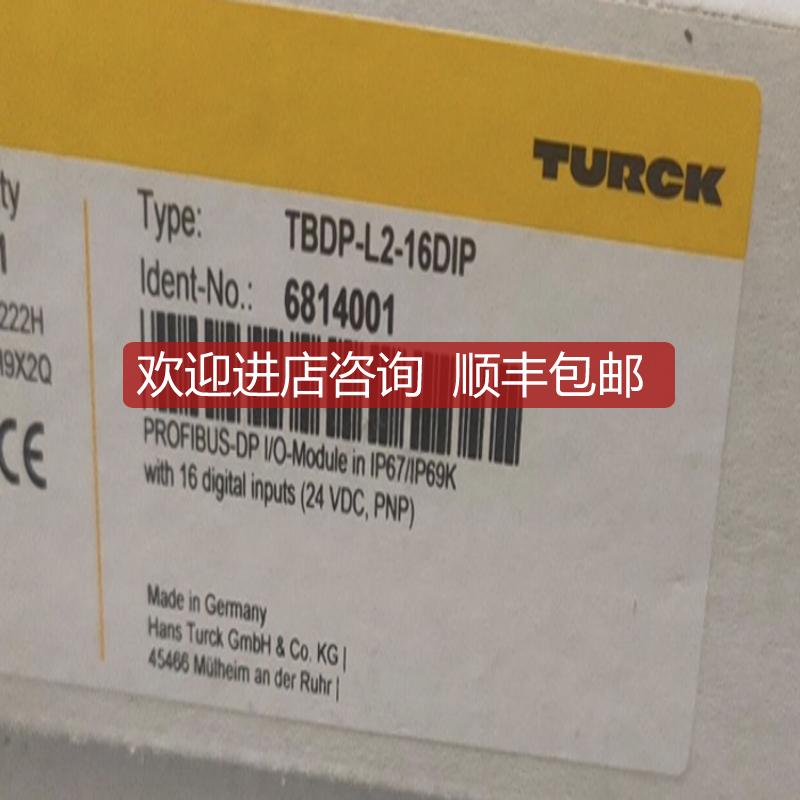 TURCK
ty
1
222H
19X2Q
CE
Type: TBDP-L2-16DIP
Ident-No.: 6814001
欢迎进店咨询 顺丰包邮
PROFIBUS-DP I/O-Module in IP67/IP69K
with 16 digital inputs (24 VDC, PNP)
Made in Germany
Hans Turck GmbH & Co. KG |
45466 Mülheim an der Ruhr |